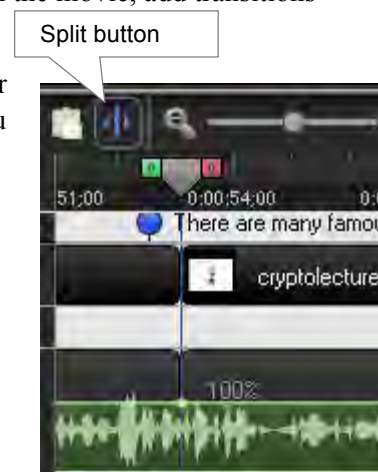 the movie, add transitions
Split button
r
u
51;00
0:00;54;00
0:
There are many famou
cryptolecture
100%